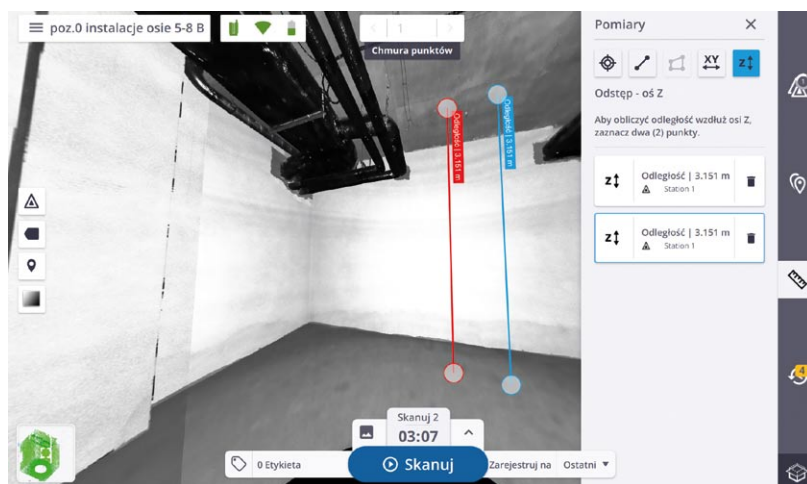 poz.0 instalacje osie 5-8 B
1
Chmura punktów
Pomiary
XY
Z
Odstęp - oś Z
Aby obliczyć odległość wzdłuż osi Z,
zaznacz dwa (2) punkty.
Z
Odległość | 3.151 m
Station 1
Z
Odległość | 3.151 m
Station 1
Odległość | 3.151 m
Odległość | 3.151 m
4
Skanuj 2
03:07
0 Etykieta
Skanuj
Zarejestruj na
Ostatni